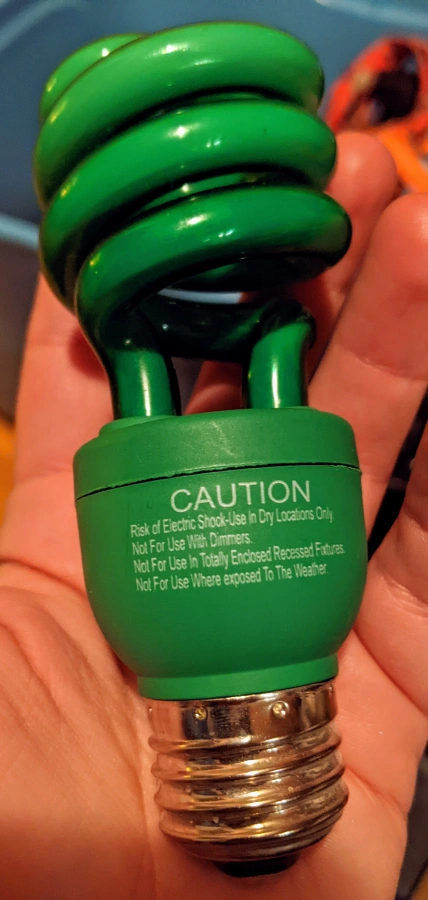 CAUTION
Risk of Electric Shock-Use In Dry Locations Only.
Not For Use With Dimmers.
Not For Use In Totally Enclosed Recessed Fixtures.
Not For Use Where exposed To The Weather.